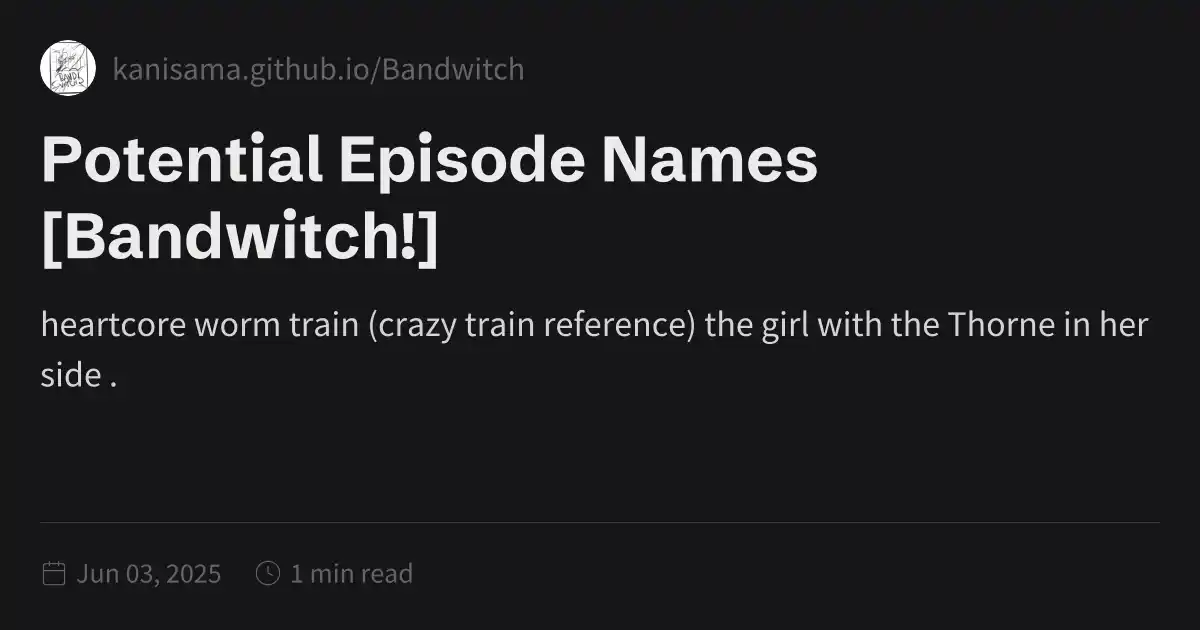 kanisama.github.io/Bandwitch
Potential Episode Names
[Bandwitch!]
heartcore worm train (crazy train reference) the girl with the Thorne in her
side .
Jun 03, 2025 1 min read